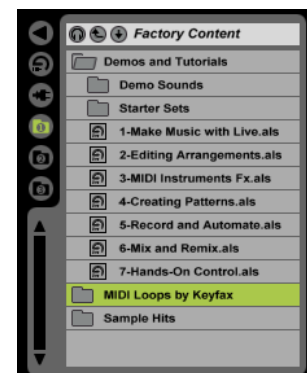 Factory Content
Demos and Tutorials
Demo Sounds
Starter Sets
1-Make Music with Live.als
2-Editing Arrangements.als
3-MIDI Instruments Fx.als
4-Creating Patterns.als
5-Record and Automate.als
6-Mix and Remix.als
7-Hands-On Control.als
MIDI Loops by Keyfax
Sample Hits